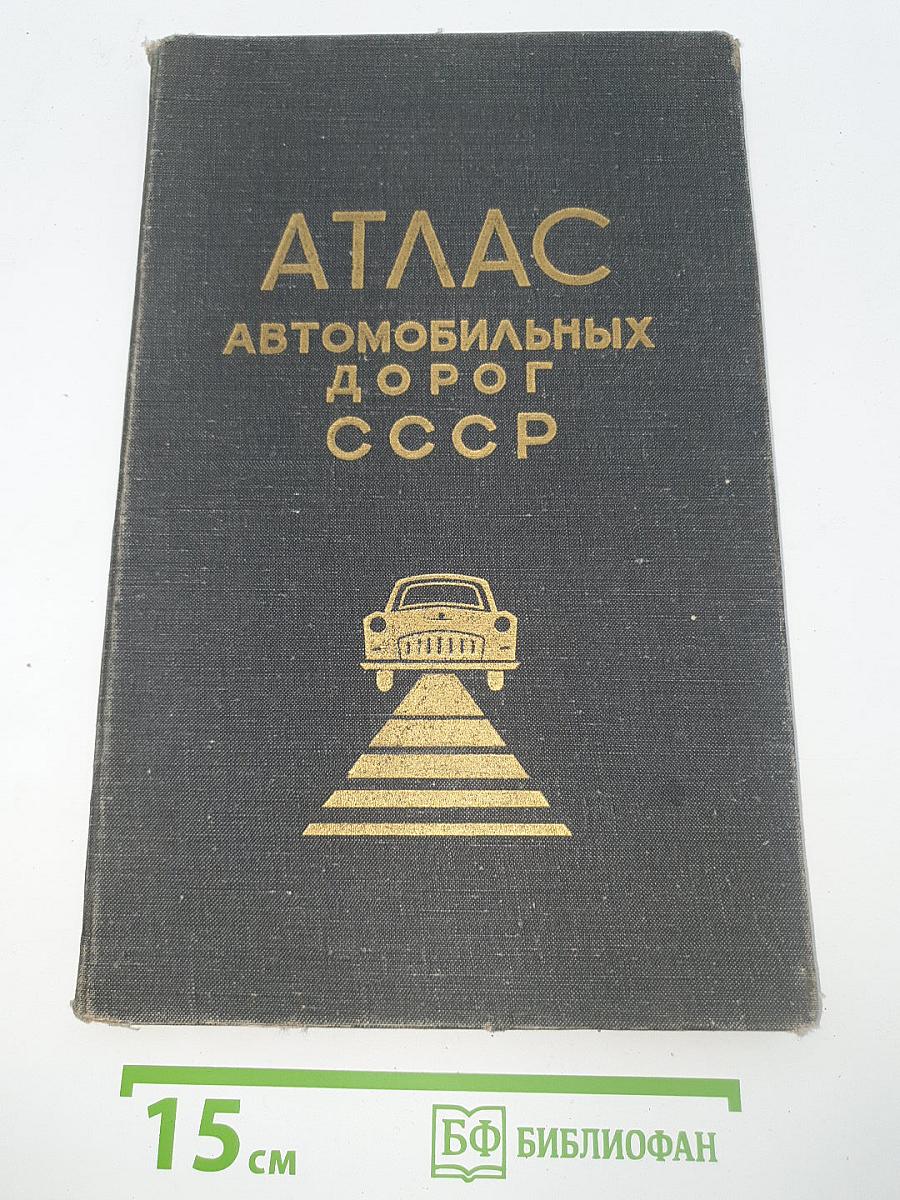 АТЛАС
АВТОМОБИЛЬНЫХ
ДОРОГ
СССР
15 см
БФ БИБЛИОФАН